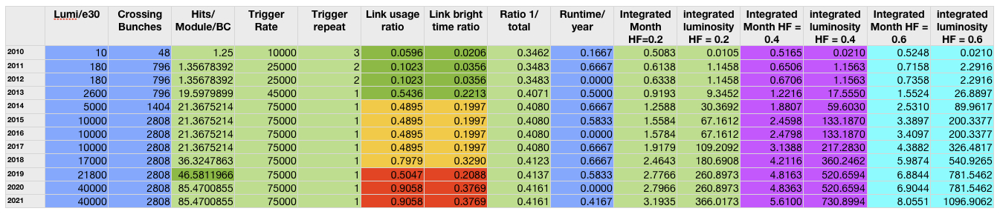 Lumi/e30 Crossing Bunches Hits/ Module/BC Trigger Rate Trigger repeat Link usage ratio Link bright time ratio Ratio 1/ total Runtime/ year Integrated Month HF=0.2 integrated luminosity HF = 0.2 Integrated Month HF = 0.4 integrated luminosity HF = 0.4 Integrated Month HF = 0.6 integrated luminosity HF = 0.6
2010 10 48 1.25 10000 3 0.0596 0.0206 0.3462 0.1667 0.5083 0.0105 0.5165 0.0210 0.5248 0.0210
2011 180 796 1.35678392 25000 2 0.1023 0.0356 0.3483 0.6667 0.6138 1.1458 0.6506 1.1563 0.7158 2.2916
2012 180 796 1.35678392 25000 2 0.1023 0.0356 0.3483 0.0000 0.6338 1.1458 0.6706 1.1563 0.7358 2.2916
2013 2600 796 19.5979899 45000 1 0.5436 0.2213 0.4071 0.5000 0.9193 9.3452 1.2216 17.5550 1.5524 26.8897
2014 5000 1404 21.3675214 75000 1 0.4895 0.1997 0.4080 0.6667 1.2588 30.3692 1.8807 59.6030 2.5310 89.9617
2015 10000 2808 21.3675214 75000 1 0.4895 0.1997 0.4080 0.5833 1.5584 67.1612 2.4598 133.1870 3.3897 200.3377
2016 10000 2808 21.3675214 75000 1 0.4895 0.1997 0.4080 0.0000 1.5784 67.1612 2.4798 133.1870 3.4097 200.3377
2017 10000 2808 21.3675214 75000 1 0.4895 0.1997 0.4080 0.6667 1.9179 109.2092 3.1388 217.2830 4.3882 326.4817
2018 17000 2808 36.3247863 75000 1 0.7979 0.3290 0.4123 0.6667 2.4643 180.6908 4.2116 360.2462 5.9874 540.9265
2019 21800 2808 46.5811966 75000 1 0.5047 0.2088 0.4137 0.5833 2.7766 260.8973 4.8163 520.6594 6.8844 781.5462
2020 40000 2808 85.4700855 75000 1 0.9058 0.3769 0.4161 0.0000 2.7966 260.8973 4.8363 520.6594 6.9044 781.5462
2021 40000 2808 85.4700855 75000 1 0.9058 0.3769 0.4161 0.4167 3.1935 366.0173 5.6100 730.8994 8.0551 1096.9062